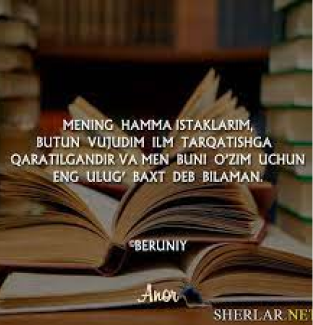 MENING HAMMA ISTAKLARIM,
BUTUN VUJUDIM ILM TARQATISHGA
QARATILGANDIR VA MEN BUNI O'ZIM UCHUN
ENG ULUG' BAXT DEB BILAMAN.
©BERUNIY
Anor
SHERLAR.NET